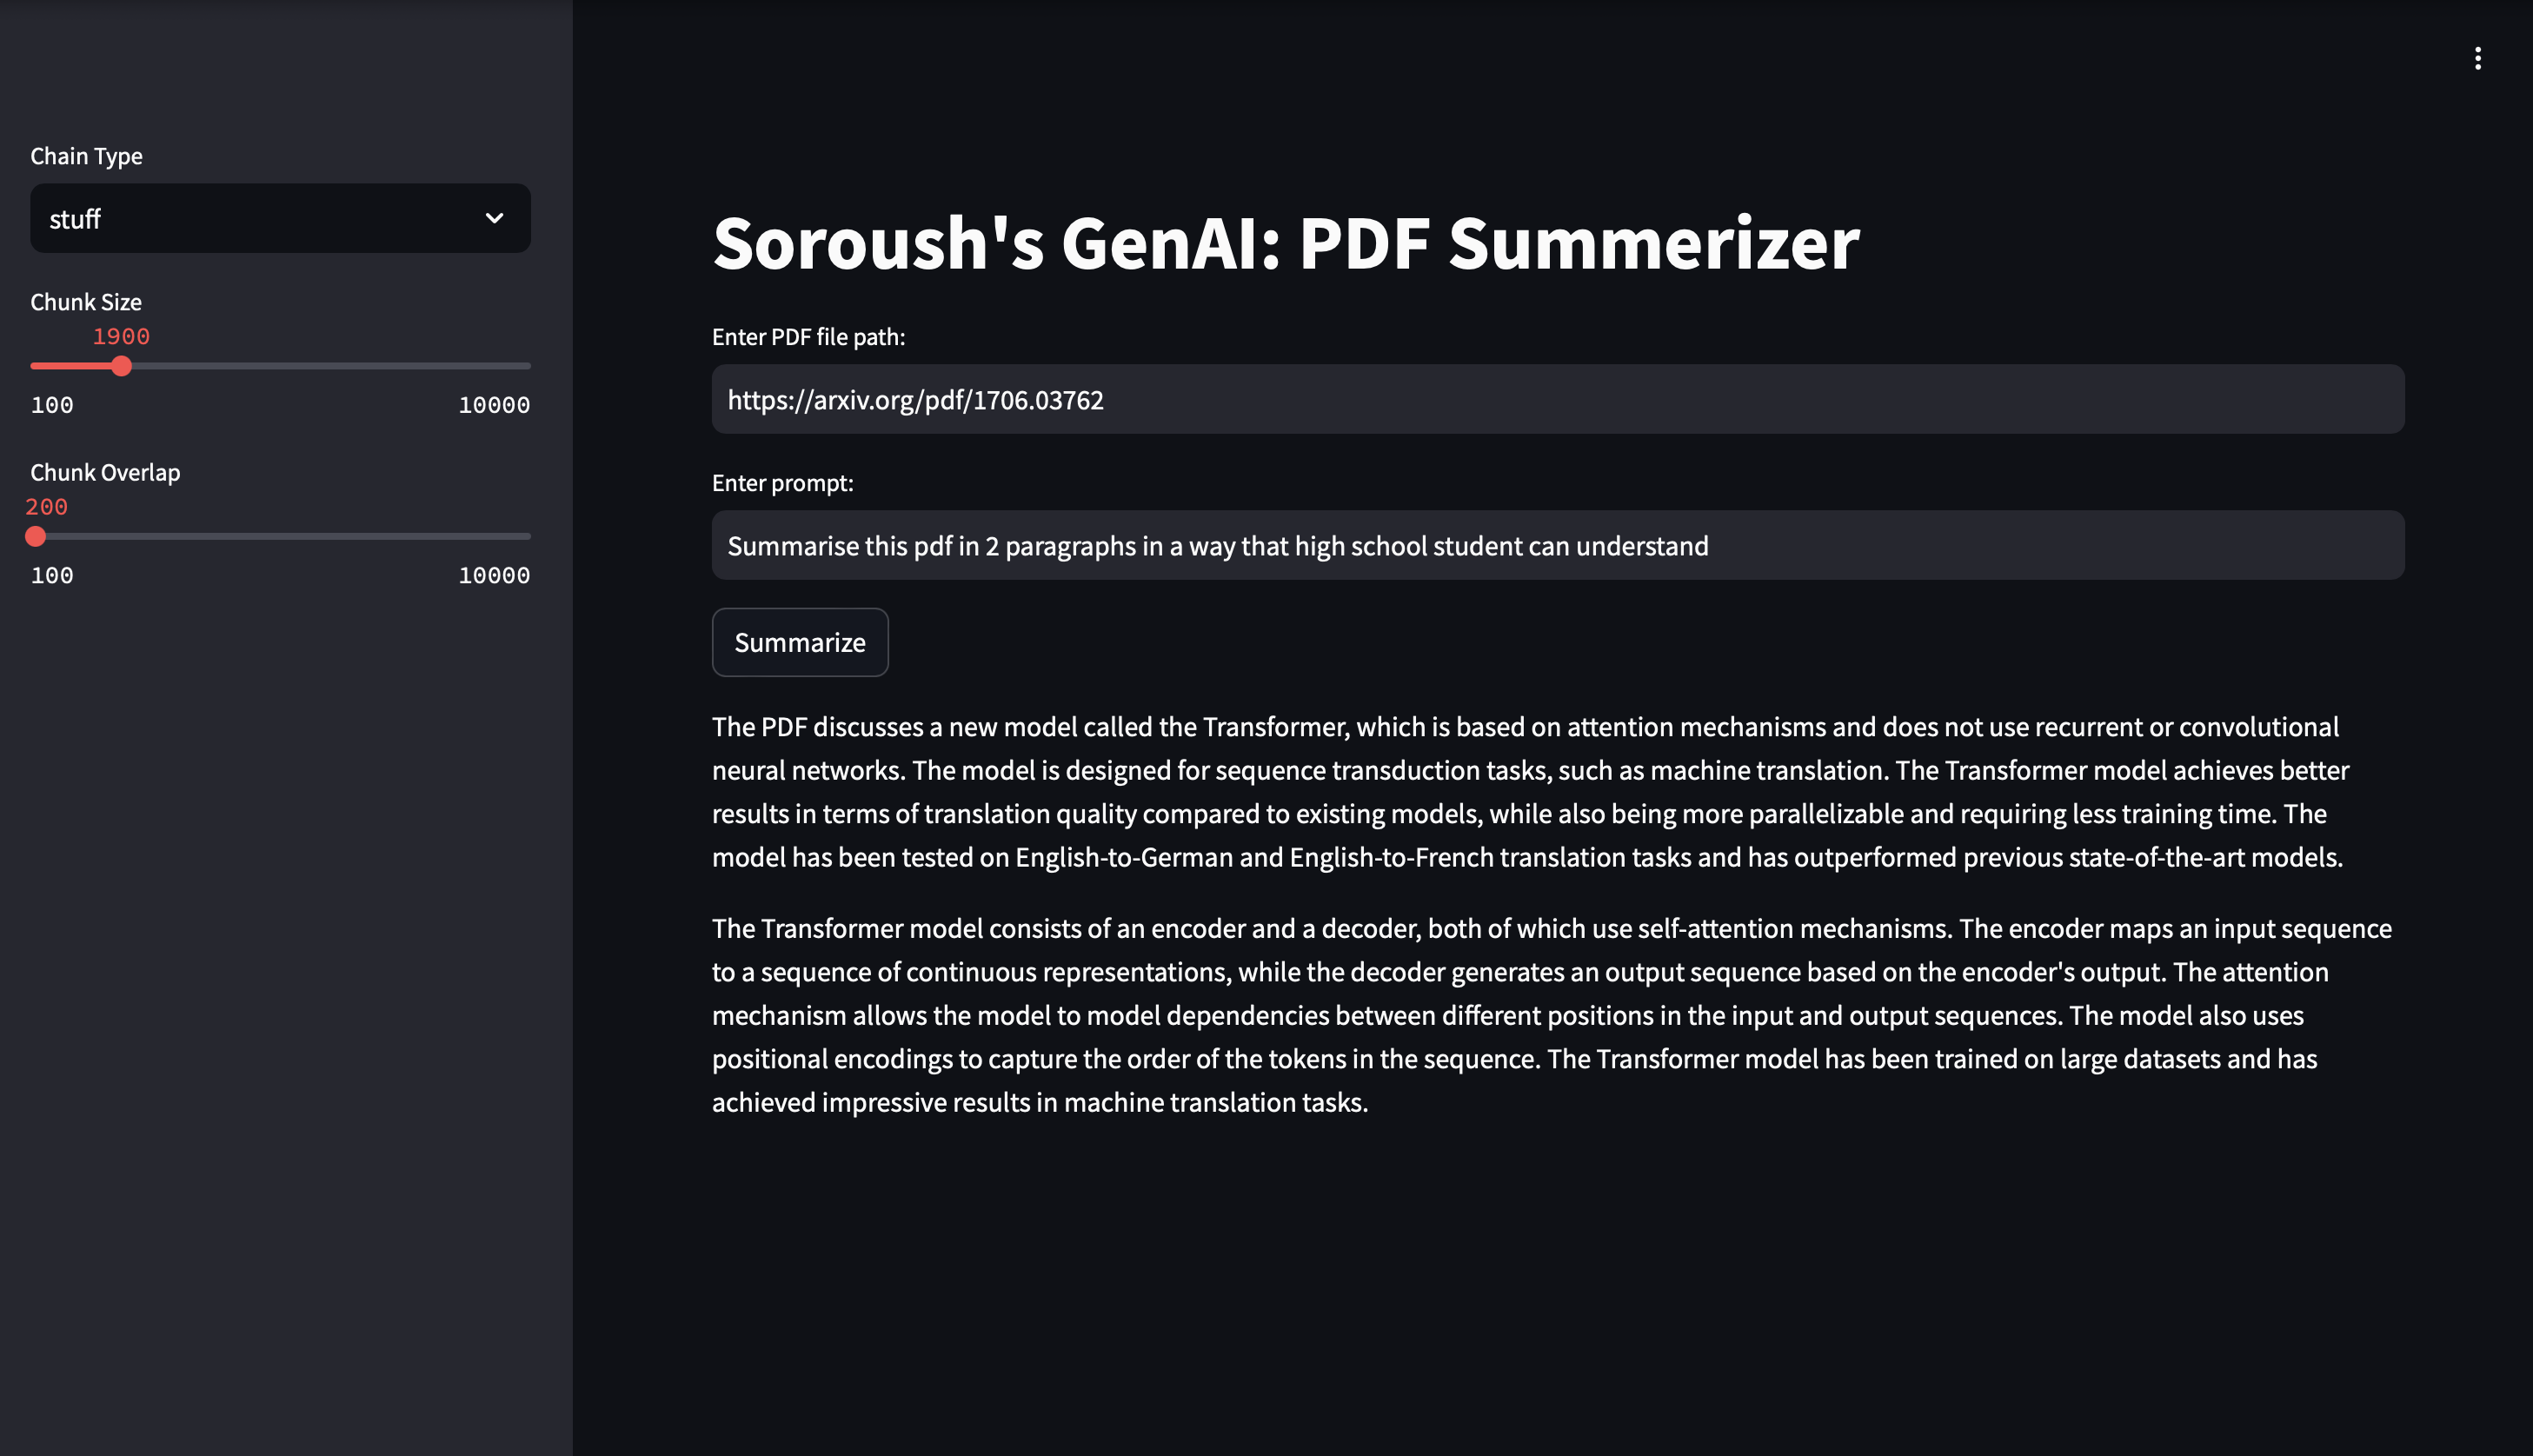 Chain Type
stuff
Chunk Size
1900
100
10000
Chunk Overlap
200
100
10000
Soroush's GenAI: PDF Summerizer
Enter PDF file path:
https://arxiv.org/pdf/1706.03762
Enter prompt:
Summarise this pdf in 2 paragraphs in a way that high school student can understand
Summarize
The PDF discusses a new model called the Transformer, which is based on attention mechanisms and does not use recurrent or convolutional
neural networks. The model is designed for sequence transduction tasks, such as machine translation. The Transformer model achieves better
results in terms of translation quality compared to existing models, while also being more parallelizable and requiring less training time. The
model has been tested on English-to-German and English-to-French translation tasks and has outperformed previous state-of-the-art models.
The Transformer model consists of an encoder and a decoder, both of which use self-attention mechanisms. The encoder maps an input sequence
to a sequence of continuous representations, while the decoder generates an output sequence based on the encoder's output. The attention
mechanism allows the model to model dependencies between different positions in the input and output sequences. The model also uses
positional encodings to capture the order of the tokens in the sequence. The Transformer model has been trained on large datasets and has
achieved impressive results in machine translation tasks.